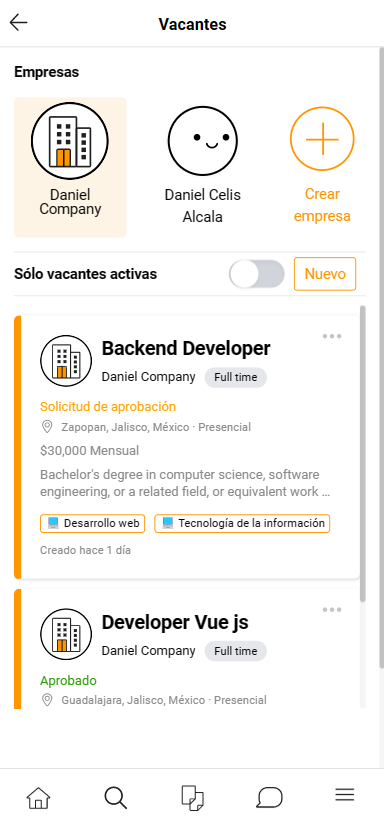 Vacantes
Empresas
Daniel
Company
Daniel Celis
Alcala
Crear
empresa
Sólo vacantes activas
Nuevo
Backend Developer
Daniel Company
Full time
Solicitud de aprobación
Zapopan, Jalisco, México · Presencial
$30,000 Mensual
Bachelor's degree in computer science, software
engineering, or a related field, or equivalent work ...
Desarrollo web
Tecnología de la información
Creado hace 1 día
Developer Vue js
Daniel Company
Full time
Aprobado
Guadalajara, Jalisco, México · Presencial